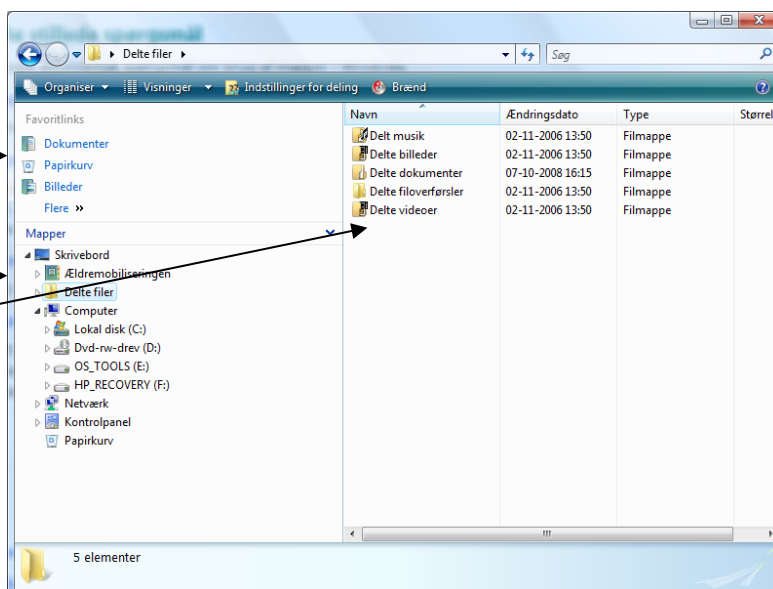 stillede spørgsmål
Delte filer
Søg
Organiser Visninger Indstillinger for deling Brænd
Favoritlinks
Dokumenter
Papirkurv
Billeder
Flere »
Mapper
Skrivebord
Ældremobiliseringen
Delte filer
Computer
Lokal disk (C:)
Dvd-rw-drev (D:)
OS_TOOLS (E:)
HP_RECOVERY (F:)
Netværk
Kontrolpanel
Papirkurv
Navn Ændringsdato Type Størrel
Delt musik 02-11-2006 13:50 Filmappe
Delte billeder 02-11-2006 13:50 Filmappe
Delte dokumenter 07-10-2008 16:15 Filmappe
Delte filoverførsler 02-11-2006 13:50 Filmappe
Delte videoer 02-11-2006 13:50 Filmappe
5 elementer